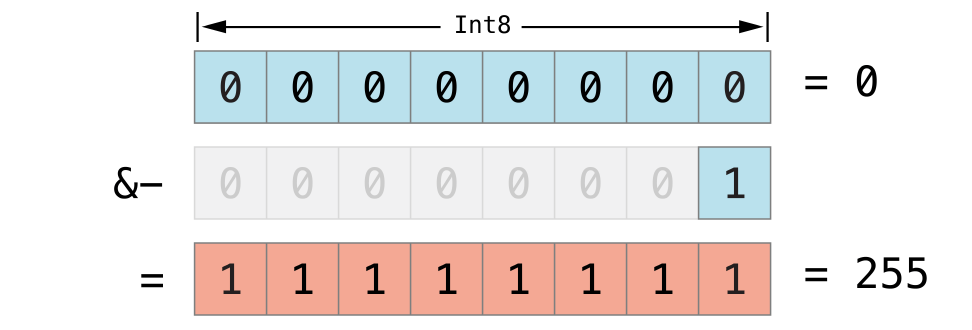 Int8
0 0 0 0 0 0 0 0 = 0
&- 0 0 0 0 0 0 0 1
= 1 1 1 1 1 1 1 1 = 255